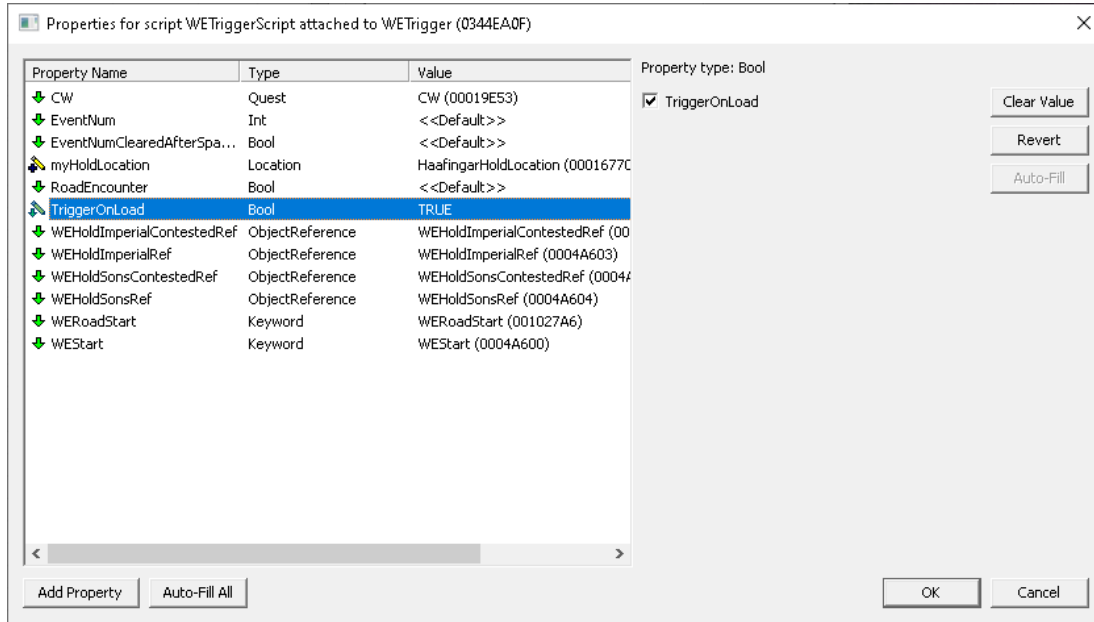 Properties for script WETriggerScript attached to WETrigger (0344EA0F)
Property Name Type Value
CW Quest CW (00019E53)
EventNum Int <<Default>>
EventNumClearedAfterSpa... Bool <<Default>>
myHoldLocation Location HaafingarHoldLocation (0001677C
RoadEncounter Bool <<Default>>
TriggerOnLoad Bool TRUE
WEHoldImperialContestedRef ObjectReference WEHoldImperialContestedRef (00
WEHoldImperialRef ObjectReference WEHoldImperialRef (0004A603)
WEHoldSonsContestedRef ObjectReference WEHoldSonsContestedRef (0004A
WEHoldSonsRef ObjectReference WEHoldSonsRef (0004A604)
WERoadStart Keyword WERoadStart (001027A6)
WEStart Keyword WEStart (0004A600)
Property type: Bool
TriggerOnLoad
Clear Value
Revert
Auto-Fill
Add Property Auto-Fill All
OK Cancel